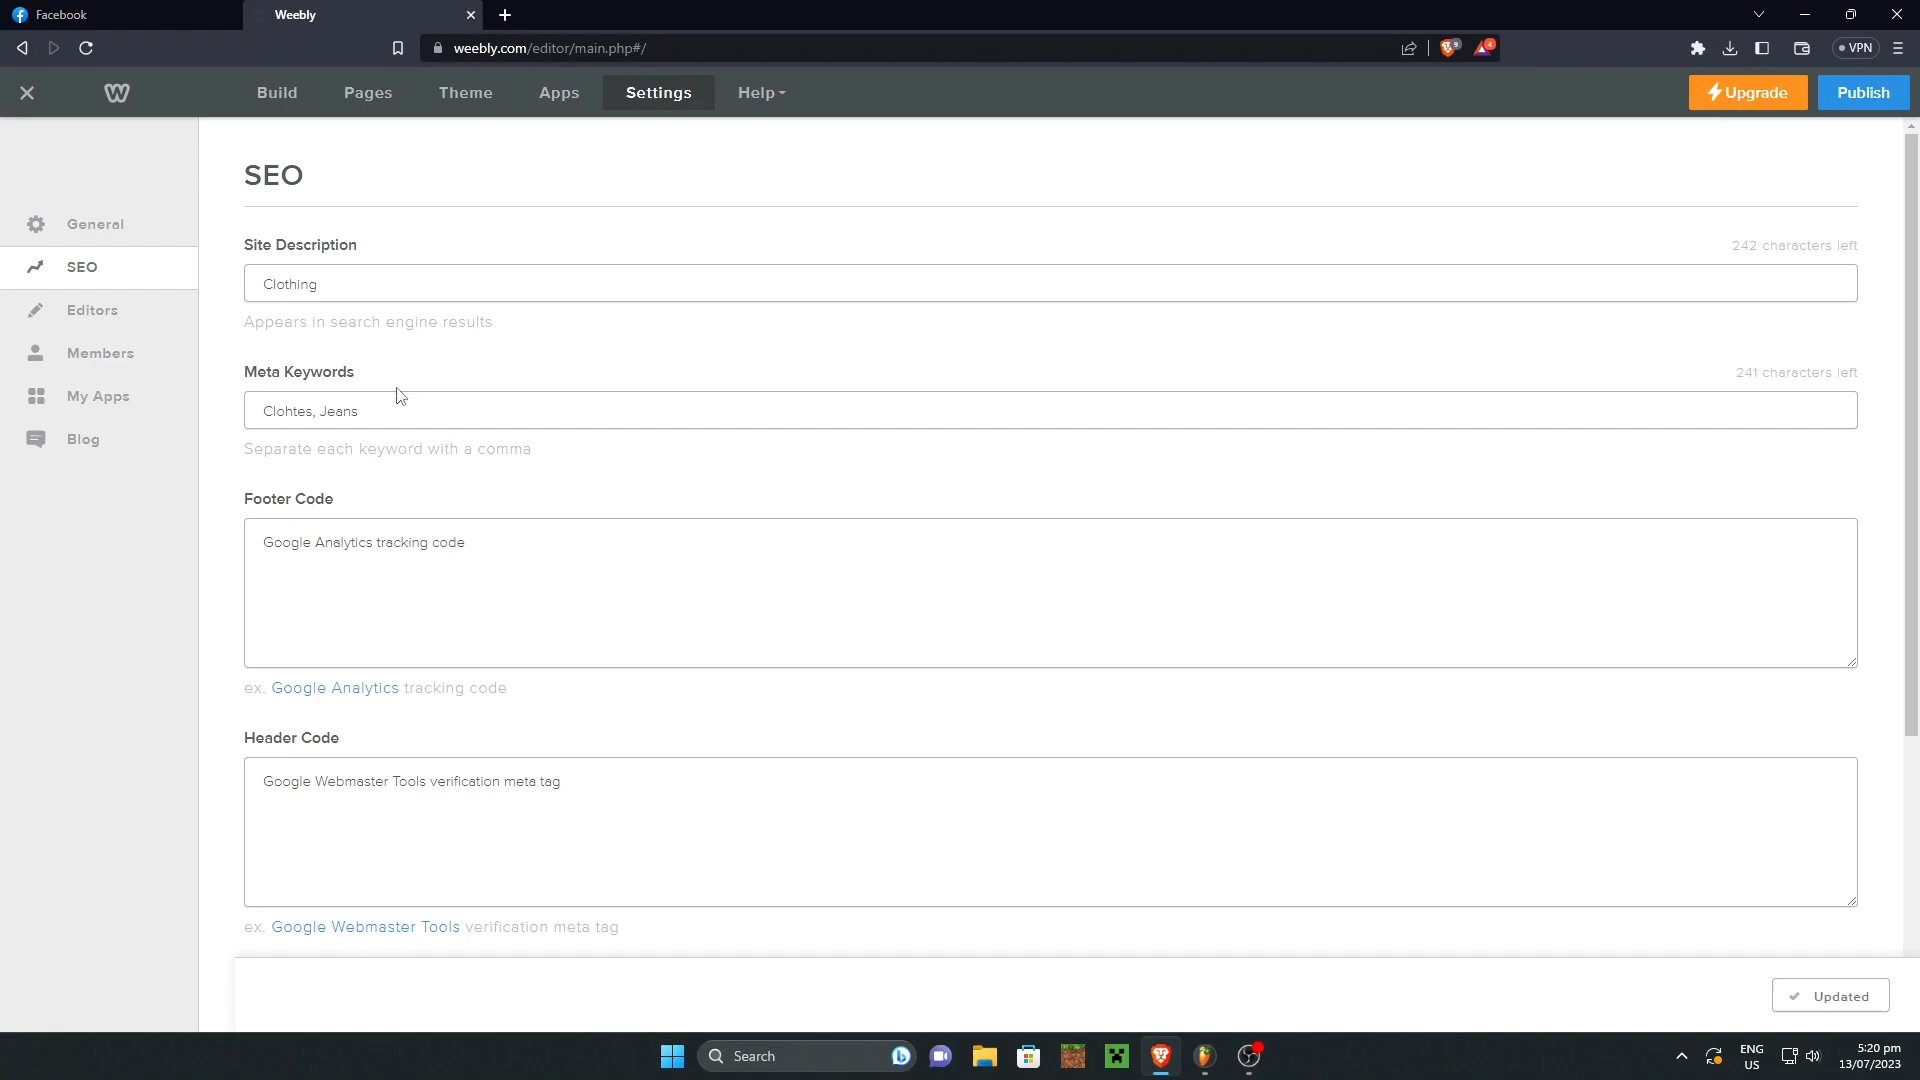 Facebook
Weebly
weebly.com/editor/main.php#/
9
4
VPN
Build
Pages
Theme
Apps
Settings
Help
Upgrade
Publish
SEO
General
SEO
Editors
Members
My Apps
Blog
Site Description
242 characters left
Clothing
Appears in search engine results
Meta Keywords
241 characters left
Clohtes, Jeans
Separate each keyword with a comma
Footer Code
Google Analytics tracking code
ex. Google Analytics tracking code
Header Code
Google Webmaster Tools verification meta tag
ex. Google Webmaster Tools verification meta tag
Updated
Search
ENG
US
5:20 pm
13/07/2023